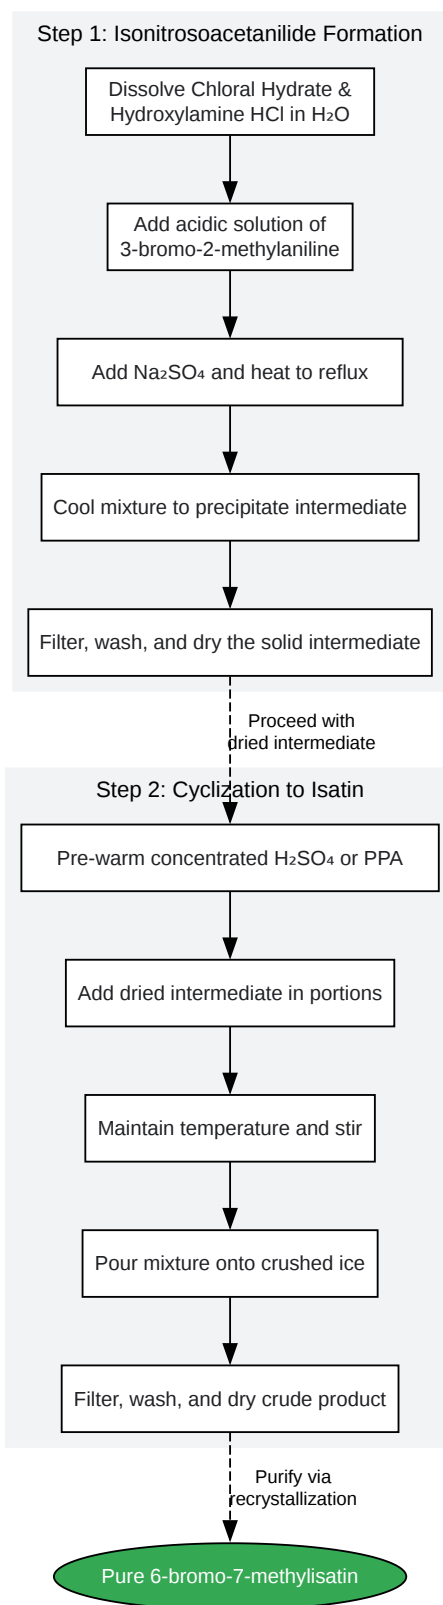 Step 1: Isonitrosoacetanilide Formation
Dissolve Chloral Hydrate &
Hydroxylamine HCl in H₂O
Add acidic solution of
3-bromo-2-methylaniline
Add Na₂SO₄ and heat to reflux
Cool mixture to precipitate intermediate
Filter, wash, and dry the solid intermediate
Proceed with
dried intermediate
Step 2: Cyclization to Isatin
Pre-warm concentrated H₂SO₄ or PPA
Add dried intermediate in portions
Maintain temperature and stir
Pour mixture onto crushed ice
Filter, wash, and dry crude product
Purify via
recrystallization
Pure 6-bromo-7-methylisatin